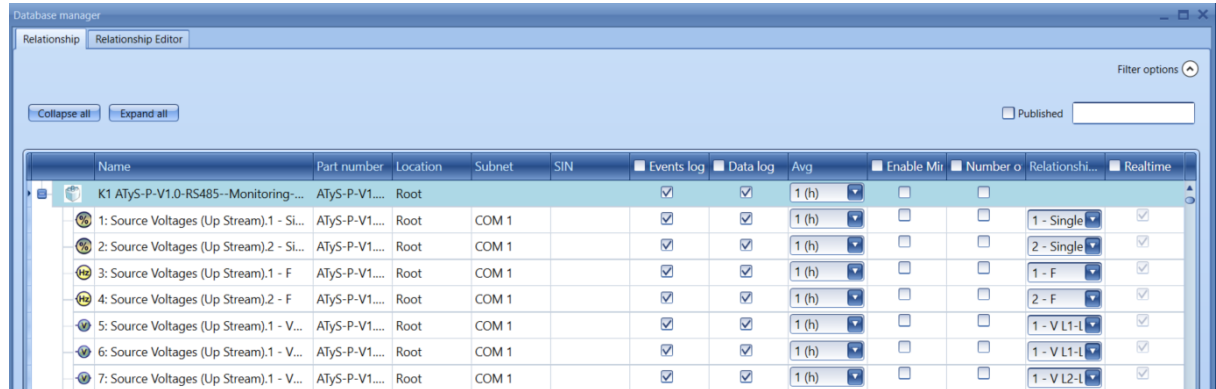 Database manager
Relationship Relationship Editor
Filter options
Collapse all Expand all Published
Name Part number Location Subnet SIN Events log Data log Avg Enable Mir Number o Relationshi... Realtime
K1 ATyS-P-V1.0-RS485--Monitoring-... ATyS-P-V1.... Root 1 (h)
% 1: Source Voltages (Up Stream).1 - Si... ATyS-P-V1.... Root COM 1 1 (h) 1 - Single
% 2: Source Voltages (Up Stream).2 - Si... ATyS-P-V1.... Root COM 1 1 (h) 2 - Single
Hz 3: Source Voltages (Up Stream).1 - F ATyS-P-V1.... Root COM 1 1 (h) 1 - F
Hz 4: Source Voltages (Up Stream).2 - F ATyS-P-V1.... Root COM 1 1 (h) 2 - F
V 5: Source Voltages (Up Stream).1 - V... ATyS-P-V1.... Root COM 1 1 (h) 1 - V L1-L
V 6: Source Voltages (Up Stream).1 - V... ATyS-P-V1.... Root COM 1 1 (h) 1 - V L1-L
V 7: Source Voltages (Up Stream).1 - V... ATyS-P-V1.... Root COM 1 1 (h) 1 - V L2-L